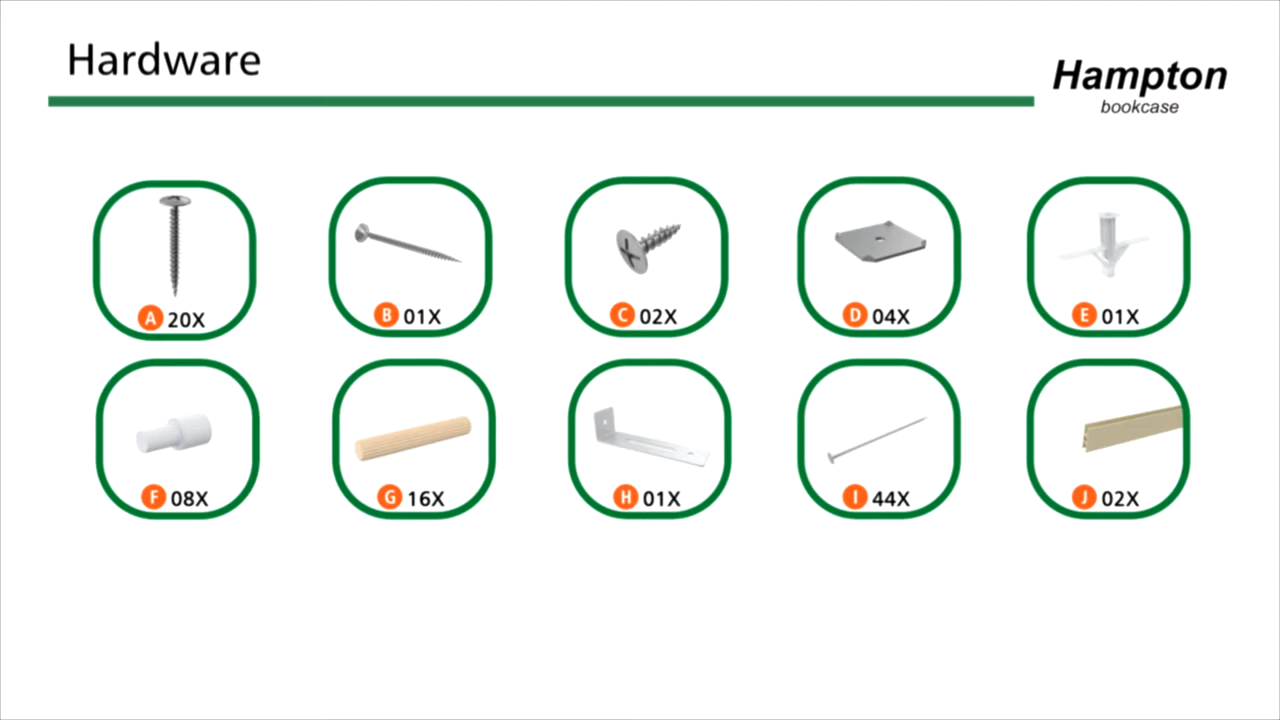 Hardware
Hampton
bookcase
A 20X
B 01X
C 02X
D 04X
E 01X
F 08X
G 16X
H 01X
I 44X
J 02X